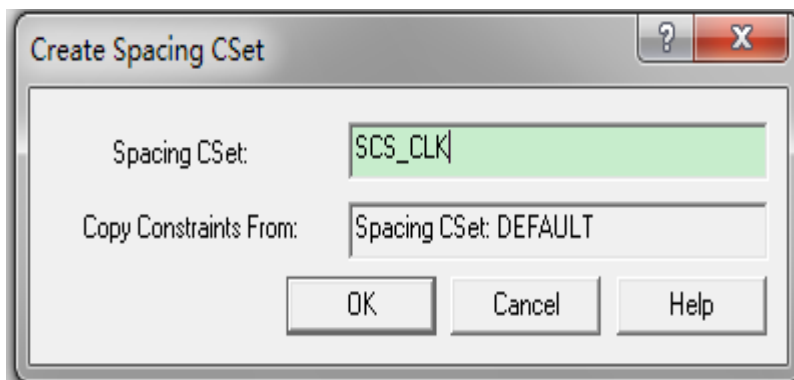 Create Spacing CSet
Spacing CSet: SCS_CLK
Copy Constraints From: Spacing CSet: DEFAULT
OK Cancel Help